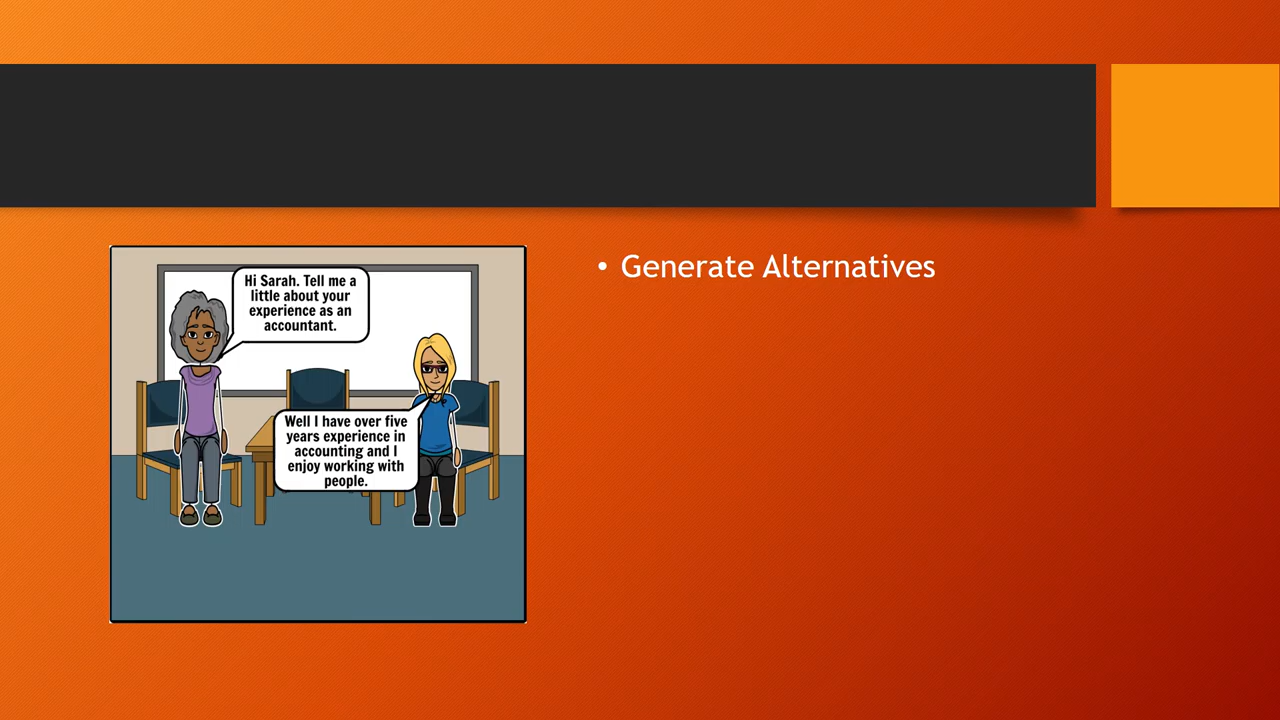 Hi Sarah. Tell me a
little about your
experience as an
accountant.
Well I have over five
years experience in
accounting and I
enjoy working with
people.
• Generate Alternatives